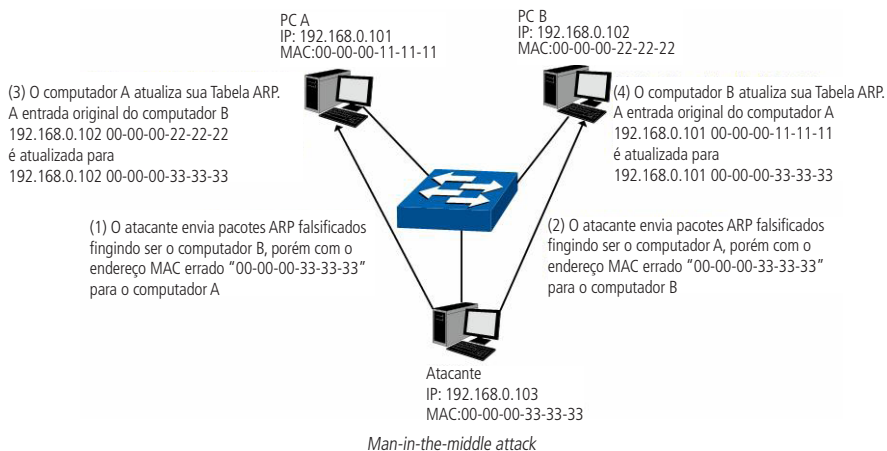 PC A
IP: 192.168.0.101
MAC:00-00-00-11-11-11
PC B
IP: 192.168.0.102
MAC:00-00-00-22-22-22
(3) O computador A atualiza sua Tabela ARP.
A entrada original do computador B
192.168.0.102 00-00-00-22-22-22
é atualizada para
192.168.0.102 00-00-00-33-33-33
(4) O computador B atualiza sua Tabela ARP.
A entrada original do computador A
192.168.0.101 00-00-00-11-11-11
é atualizada para
192.168.0.101 00-00-00-33-33-33
(1) O atacante envia pacotes ARP falsificados
fingindo ser o computador B, porém com o
endereço MAC errado "00-00-00-33-33-33"
para o computador A
(2) O atacante envia pacotes ARP falsificados
fingindo ser o computador A, porém com o
endereço MAC errado "00-00-00-33-33-33"
para o computador B
Atacante
IP: 192.168.0.103
MAC:00-00-00-33-33-33
Man-in-the-middle attack